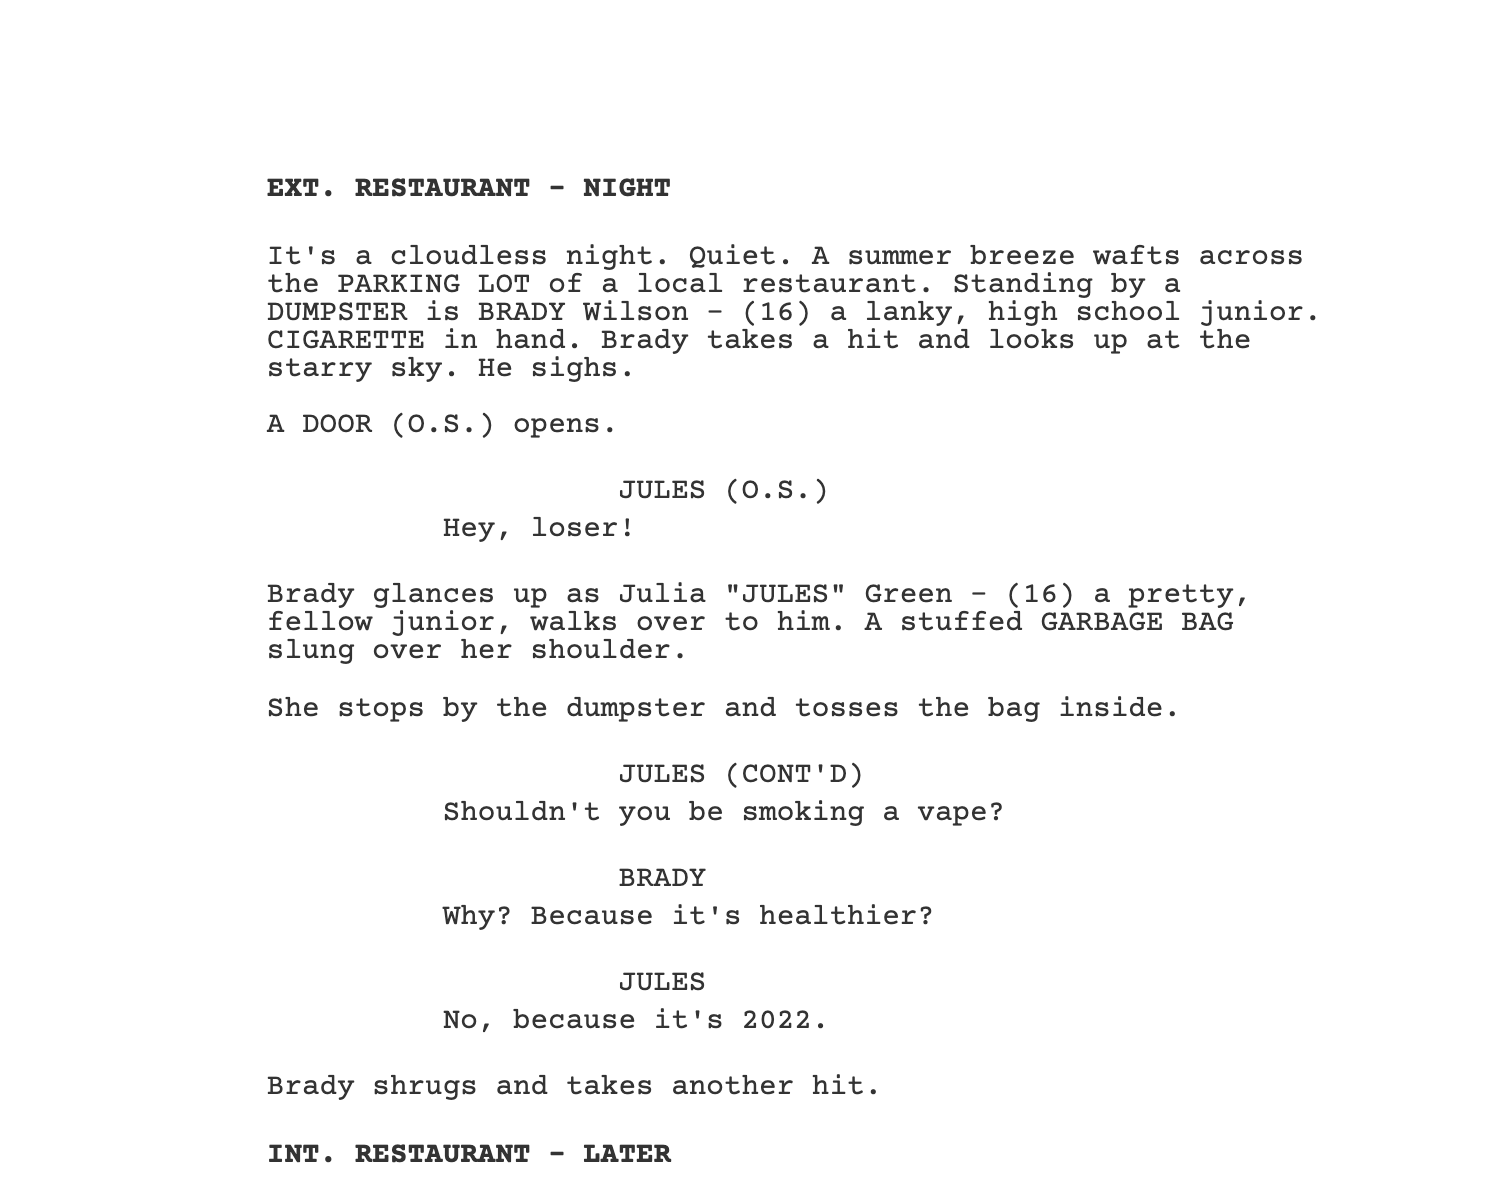 EXT. RESTAURANT - NIGHT
It's a cloudless night. Quiet. A summer breeze wafts across
the PARKING LOT of a local restaurant. Standing by a
DUMPSTER is BRADY Wilson - (16) a lanky, high school junior.
CIGARETTE in hand. Brady takes a hit and looks up at the
starry sky. He sighs.
A DOOR (O.S.) opens.
JULES (O.S.)
Hey, loser!
Brady glances up as Julia "JULES" Green - (16) a pretty,
fellow junior, walks over to him. A stuffed GARBAGE BAG
slung over her shoulder.
She stops by the dumpster and tosses the bag inside.
JULES (CONT'D)
Shouldn't you be smoking a vape?
BRADY
Why? Because it's healthier?
JULES
No, because it's 2022.
Brady shrugs and takes another hit.
INT. RESTAURANT - LATER